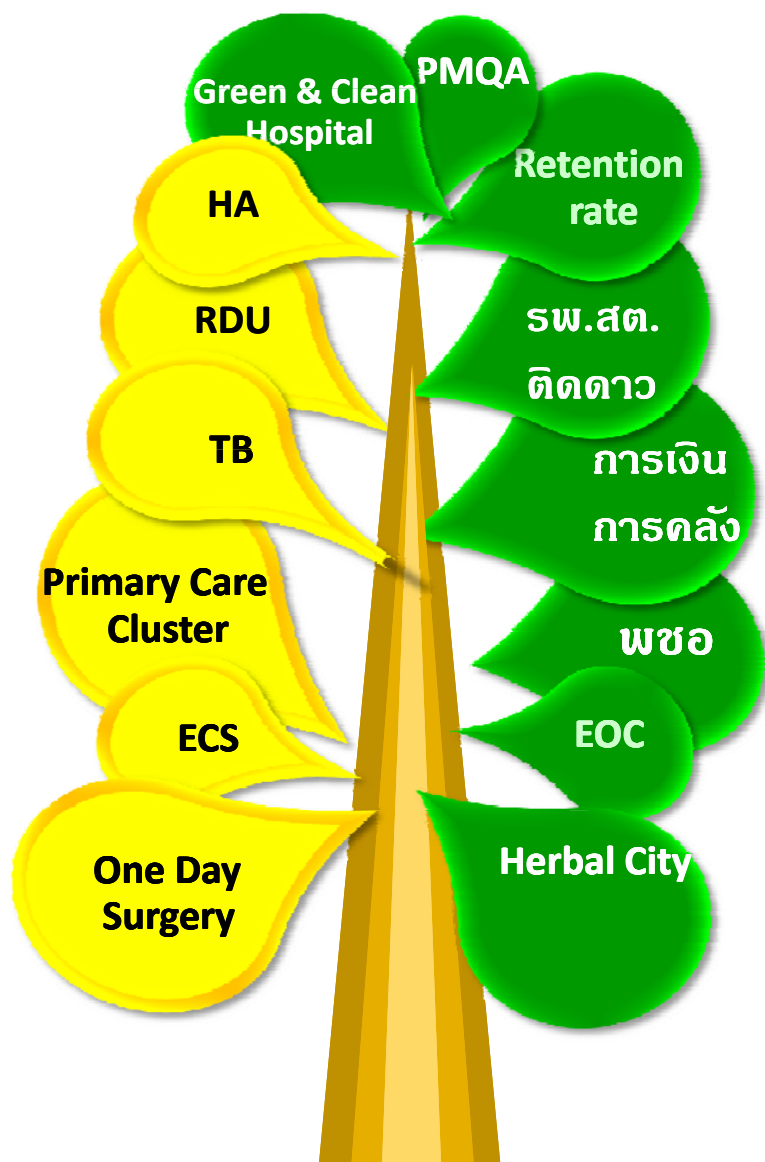 Green & Clean
Hospital
PMQA
Retention
rate
HA
RDU
TB
Primary Care
Cluster
ECS
One Day
Surgery
รพ.สต.
ติดดาว
การเงิน
การคลัง
พชอ
EOC
Herbal City